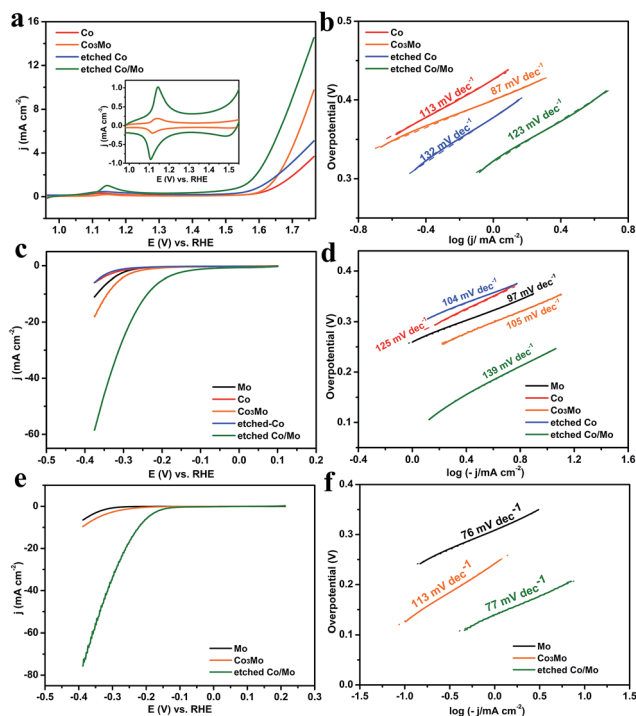 a
16
14
12
10
8
6
4
2
0
j (mA cm⁻²)
Co
Co₃Mo
etched Co
etched Co/Mo
1.0
0.5
0.0
-0.5
-1.0
j (mA cm⁻²)
1.0 1.1 1.2 1.3 1.4 1.5
E (V) vs. RHE
1.0 1.1 1.2 1.3 1.4 1.5 1.6 1.7
E (V) vs. RHE
b
0.5
0.4
0.3
Overpotential (V)
Co
Co₃Mo
etched Co
etched Co/Mo
113 mV dec⁻¹
87 mV dec⁻¹
132 mV dec⁻¹
123 mV dec⁻¹
-0.8 -0.4 0.0 0.4 0.8
log (j/ mA cm⁻²)
c
0
-10
-20
-30
-40
-50
-60
j (mA cm⁻²)
Mo
Co
Co₃Mo
etched-Co
etched Co/Mo
-0.5 -0.4 -0.3 -0.2 -0.1 0.0 0.1 0.2
E (V) vs. RHE
d
0.4
0.3
0.2
0.1
Overpotential (V)
104 mV dec⁻¹
97 mV dec⁻¹
125 mV dec⁻¹
105 mV dec⁻¹
139 mV dec⁻¹
Mo
Co
Co₃Mo
etched Co
etched Co/Mo
-0.4 0.0 0.4 0.8 1.2 1.6
log (- j/mA cm⁻²)
e
0
-20
-40
-60
-80
j (mA cm⁻²)
Mo
Co₃Mo
etched Co/Mo
-0.5 -0.4 -0.3 -0.2 -0.1 0.0 0.1 0.2 0.3
E (V) vs. RHE
f
0.4
0.3
0.2
0.1
0.0
Overpotential (V)
76 mV dec⁻¹
113 mV dec⁻¹
77 mV dec⁻¹
Mo
Co₃Mo
etched Co/Mo
-1.5 -1.0 -0.5 0.0 0.5 1.0 1.5
log (- j/mA cm⁻²)